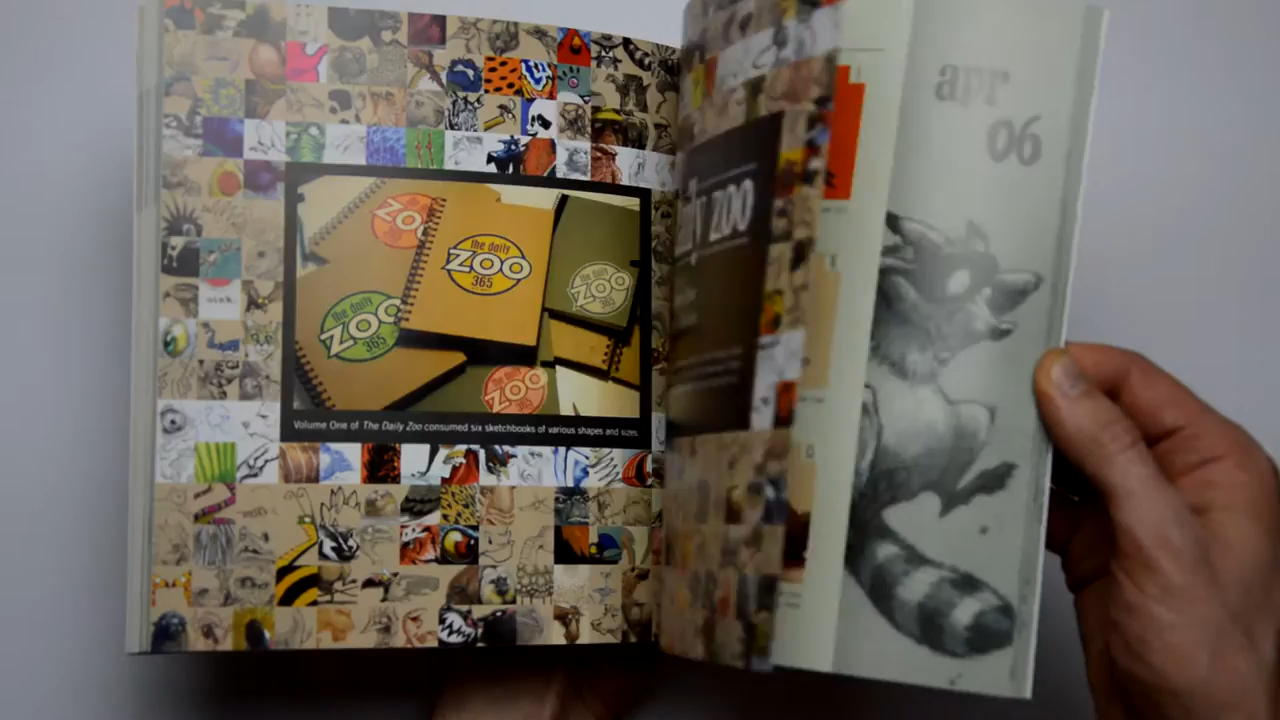 ZOO
the daily
ZOO
365
the daily
ZOO
365
the daily
ZOO
365
ZOO
Volume One of The Daily Zoo consumed six sketchbooks of various shapes and sizes.
oink.
ZOO
apr
06